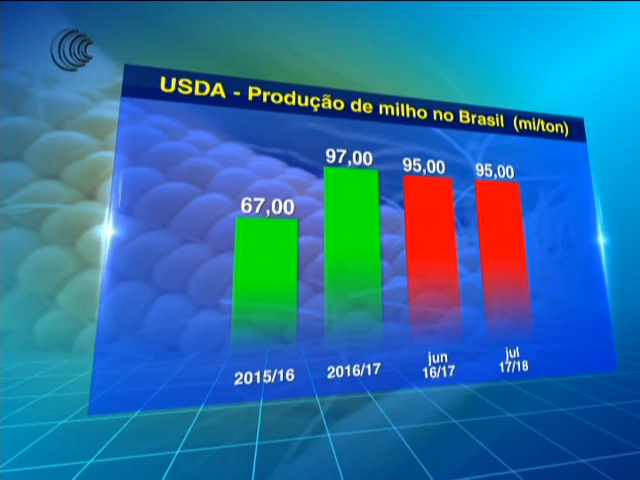 USDA - Produção de milho no Brasil (mi/ton)
67,00
97,00
95,00
95,00
2015/16
2016/17
jun
16/17
jul
17/18